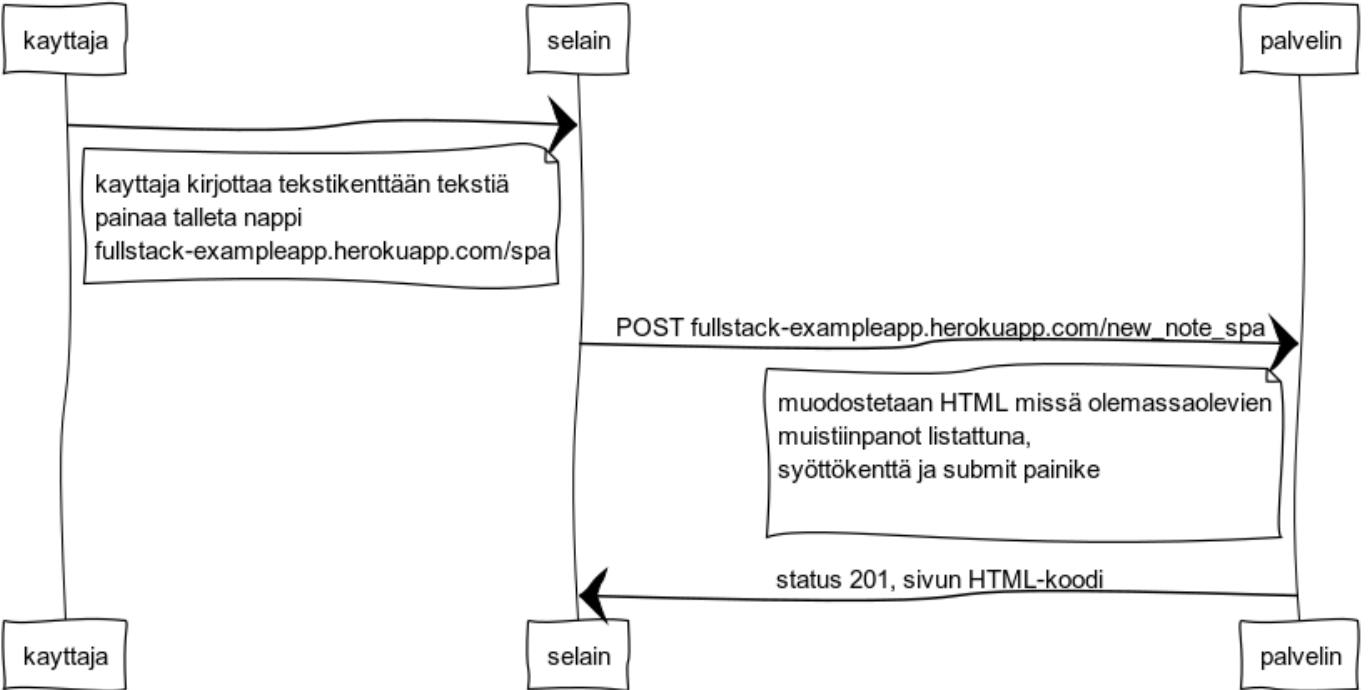 kayttaja
selain
palvelin
kayttaja kirjottaa tekstikenttään tekstiä
painaa talleta nappi
fullstack-exampleapp.herokuapp.com/spa
POST fullstack-exampleapp.herokuapp.com/new_note_spa
muodostetaan HTML missä olemassaolevien
muistiinpanot listattuna,
syöttökenttä ja submit painike
status 201, sivun HTML-koodi
kayttaja
selain
palvelin